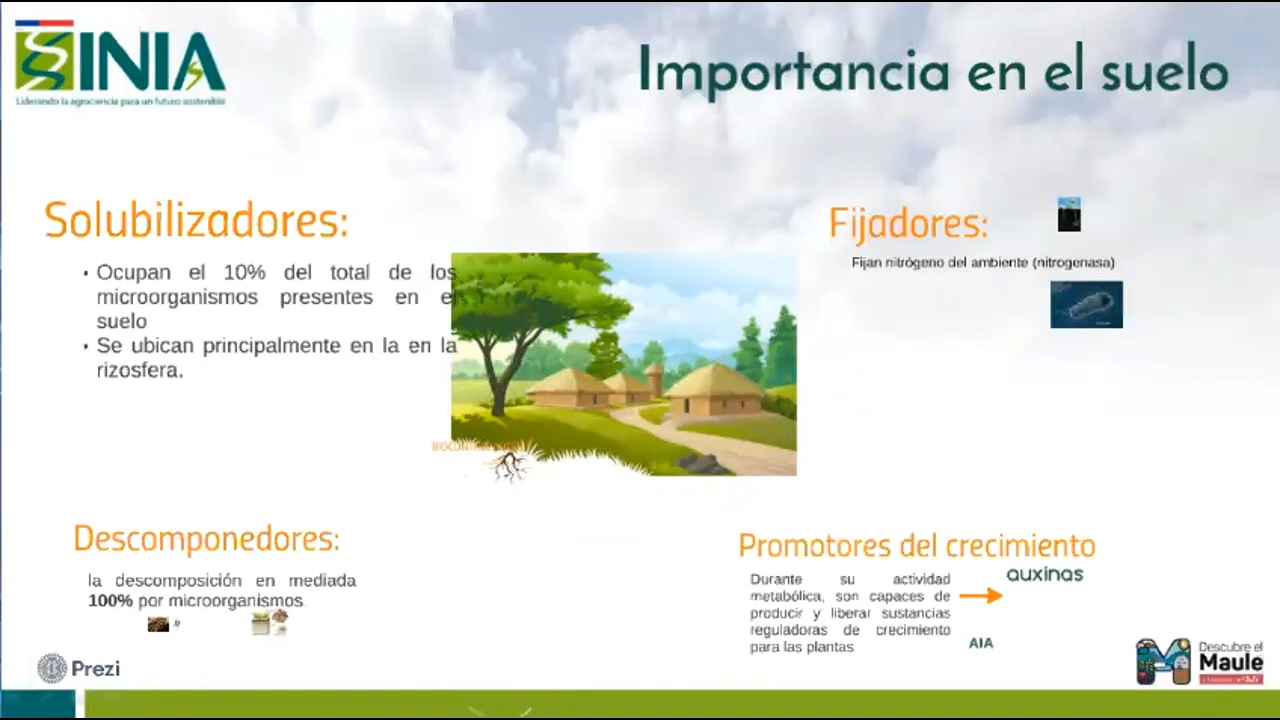 INIA
Liderando la agrociencia para un futuro sostenible
Importancia en el suelo
Solubilizadores:
• Ocupan el 10% del total de los
microorganismos presentes en el
suelo
• Se ubican principalmente en la en la
rizosfera.
Fijadores:
Fijan nitrógeno del ambiente (nitrogenasa)
Descomponedores:
la descomposición en mediada
100% por microorganismos
Promotores del crecimiento
Durante su actividad
metabólica, son capaces de
producir y liberar sustancias
reguladoras de crecimiento
para las plantas
auxinas
AIA
Prezi
Descubre el
Maule